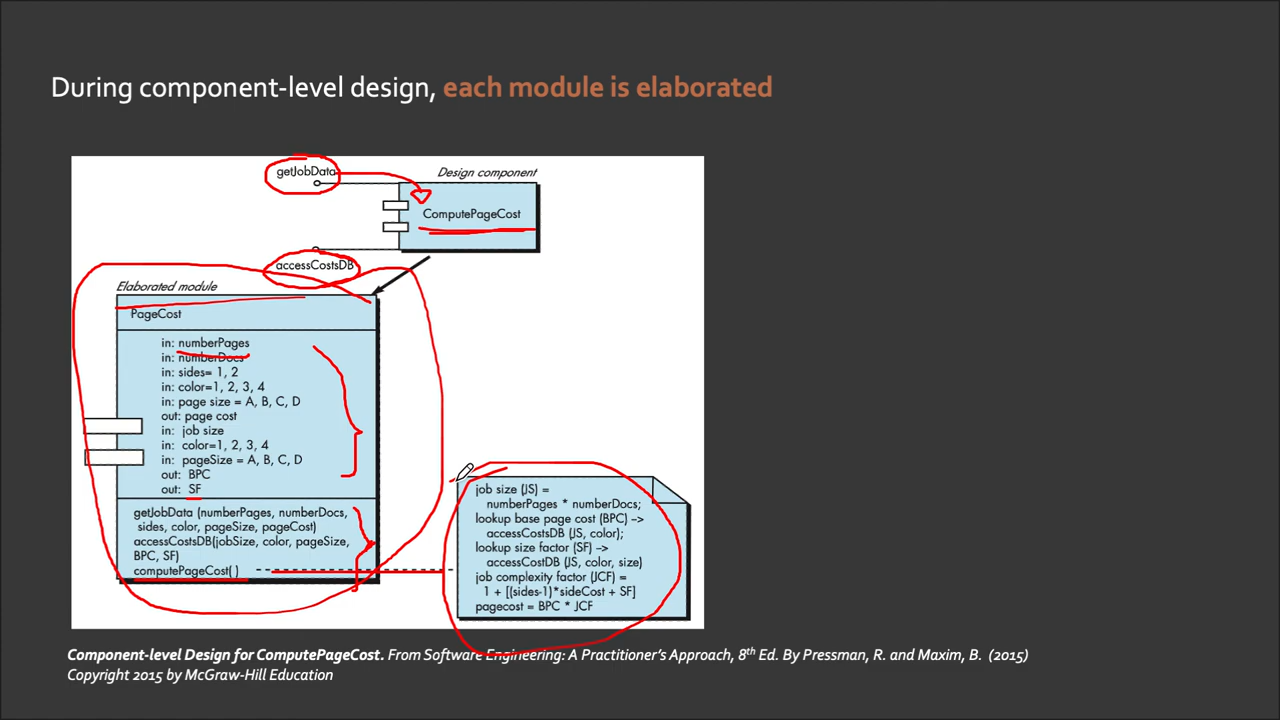 During component-level design, each module is elaborated
getJobData
Design component
ComputePageCost
accessCostsDB
Elaborated module
PageCost
in: numberPages
in: numberDocs
in: sides= 1, 2
in: color=1, 2, 3, 4
in: page size = A, B, C, D
out: page cost
in: job size
in: color=1, 2, 3, 4
in: pageSize = A, B, C, D
out: BPC
out: SF
getJobData (numberPages, numberDocs,
sides, color, pageSize, pageCost)
accessCostsDB(jobSize, color, pageSize,
BPC, SF)
computePageCost( )
job size (JS) =
numberPages * numberDocs;
lookup base page cost (BPC) -->
accessCostsDB (JS, color);
lookup size factor (SF) -->
accessCostDB (JS, color, size)
job complexity factor (JCF) =
1 + [(sides-1)*sideCost + SF]
pagecost = BPC * JCF
Component-level Design for ComputePageCost. From Software Engineering: A Practitioner's Approach, 8th Ed. By Pressman, R. and Maxim, B. (2015)
Copyright 2015 by McGraw-Hill Education